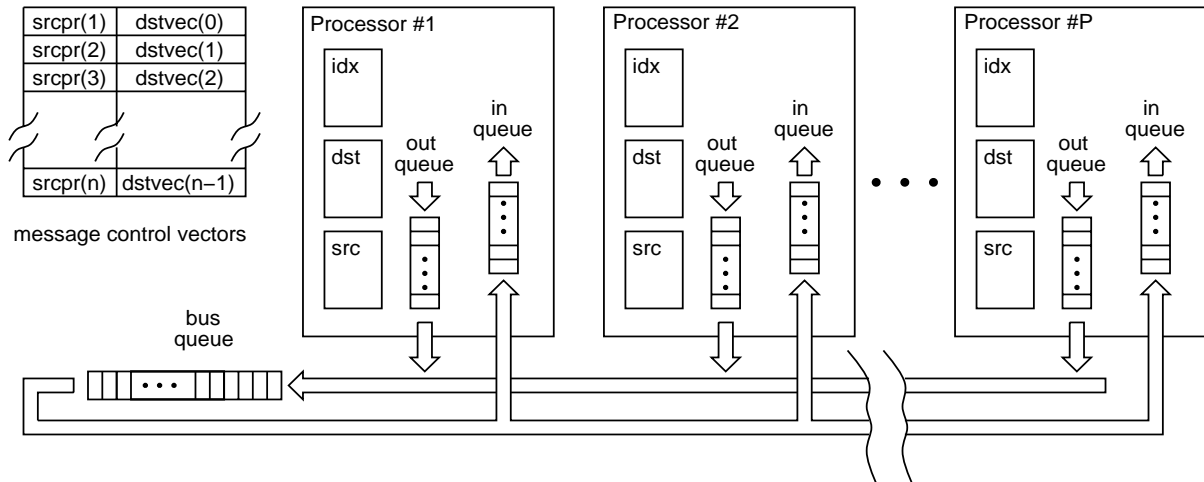 srcpr(1) dstvec(0)
srcpr(2) dstvec(1)
srcpr(3) dstvec(2)
srcpr(n) dstvec(n−1)
message control vectors
Processor #1
idx
dst
src
out
queue
in
queue
Processor #2
idx
dst
src
out
queue
in
queue
Processor #P
idx
dst
src
out
queue
in
queue
bus
queue